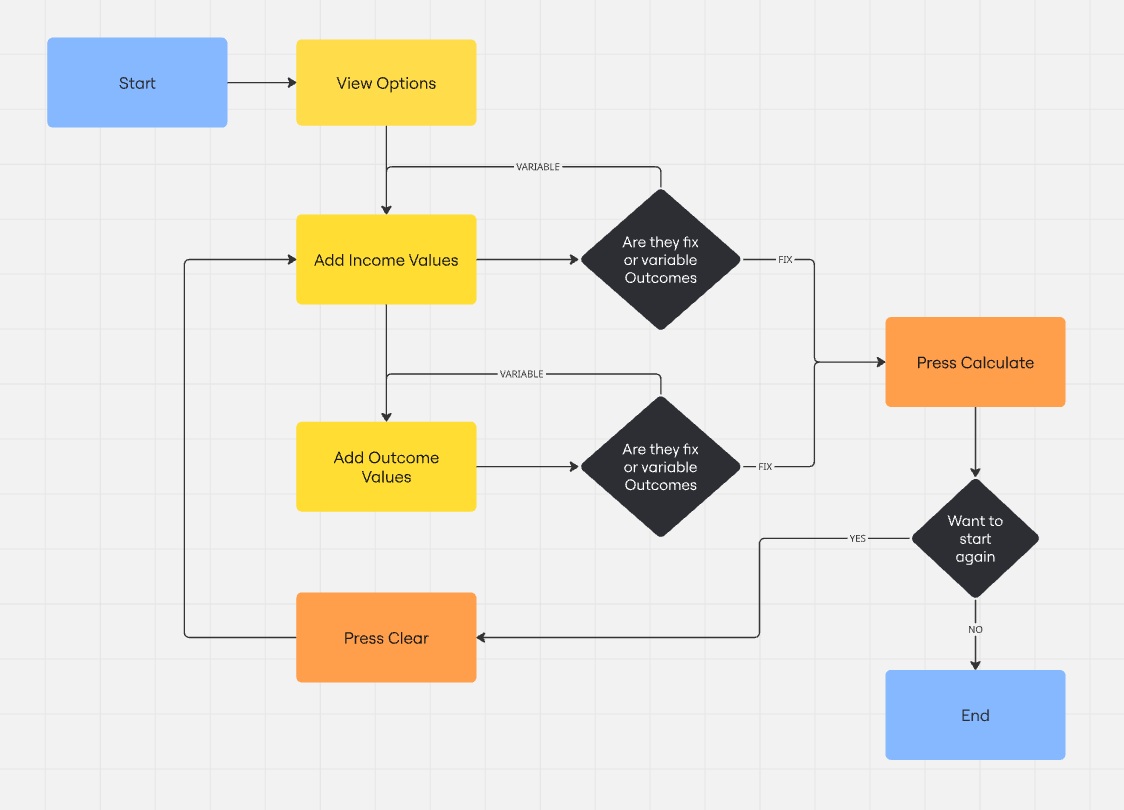 Start
View Options
VARIABLE
Add Income Values
Are they fix
or variable
Outcomes
FIX
Press Calculate
VARIABLE
Add Outcome
Values
Are they fix
or variable
Outcomes
FIX
Want to
start
again
YES
NO
Press Clear
End